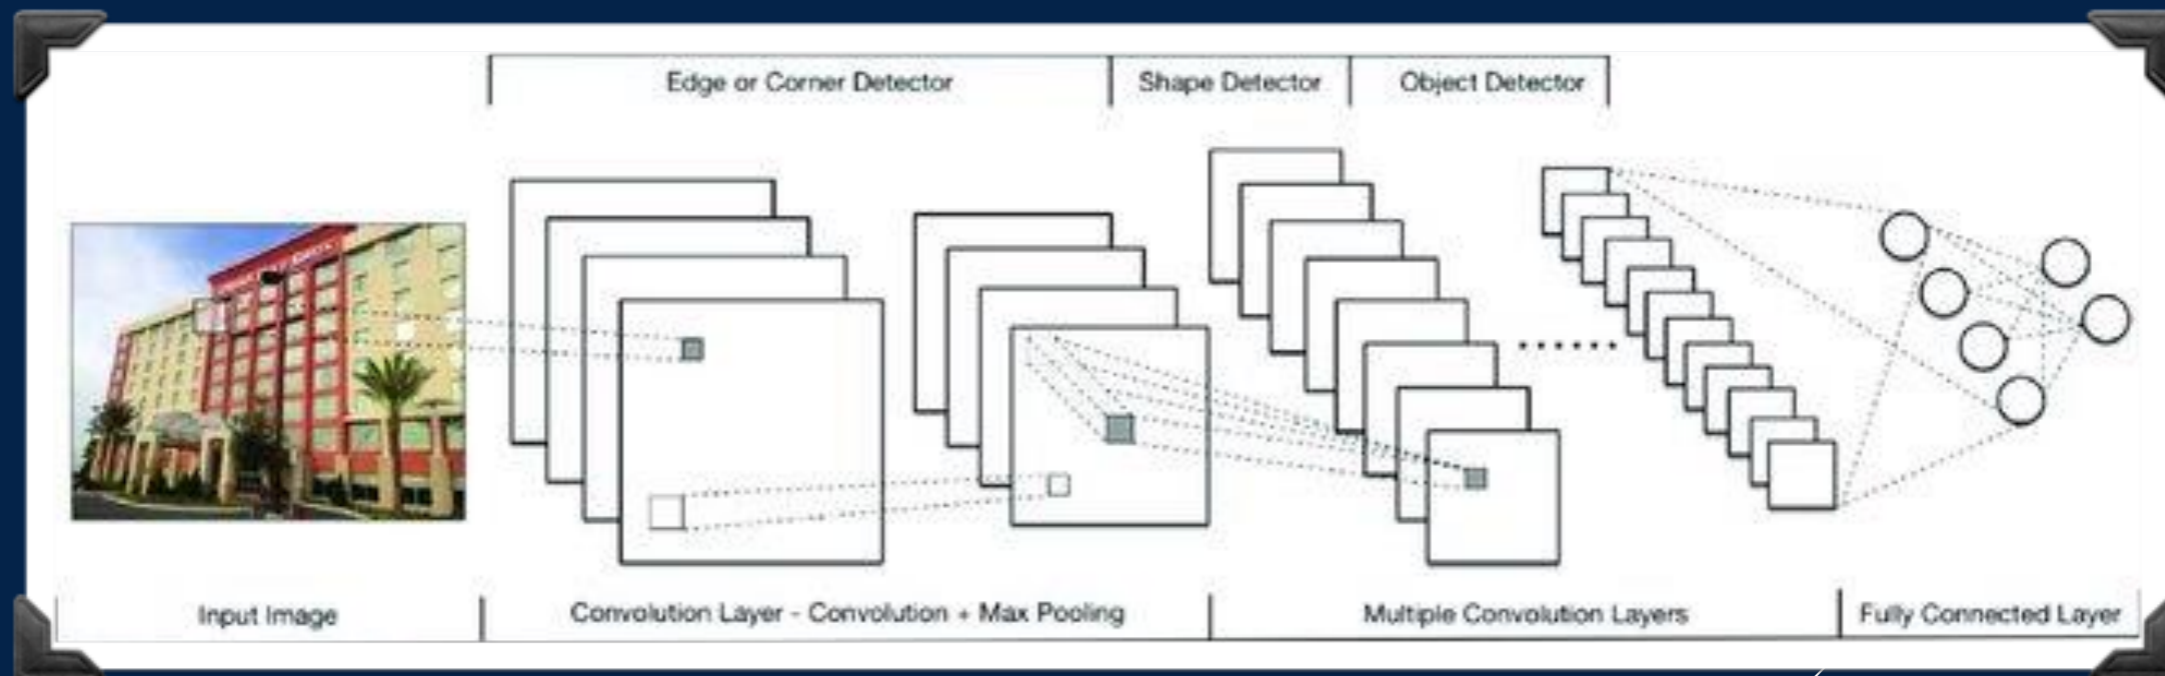 Edge or Corner Detector
Shape Detector
Object Detector
Input Image
Convolution Layer - Convolution + Max Pooling
Multiple Convolution Layers
Fully Connected Layer